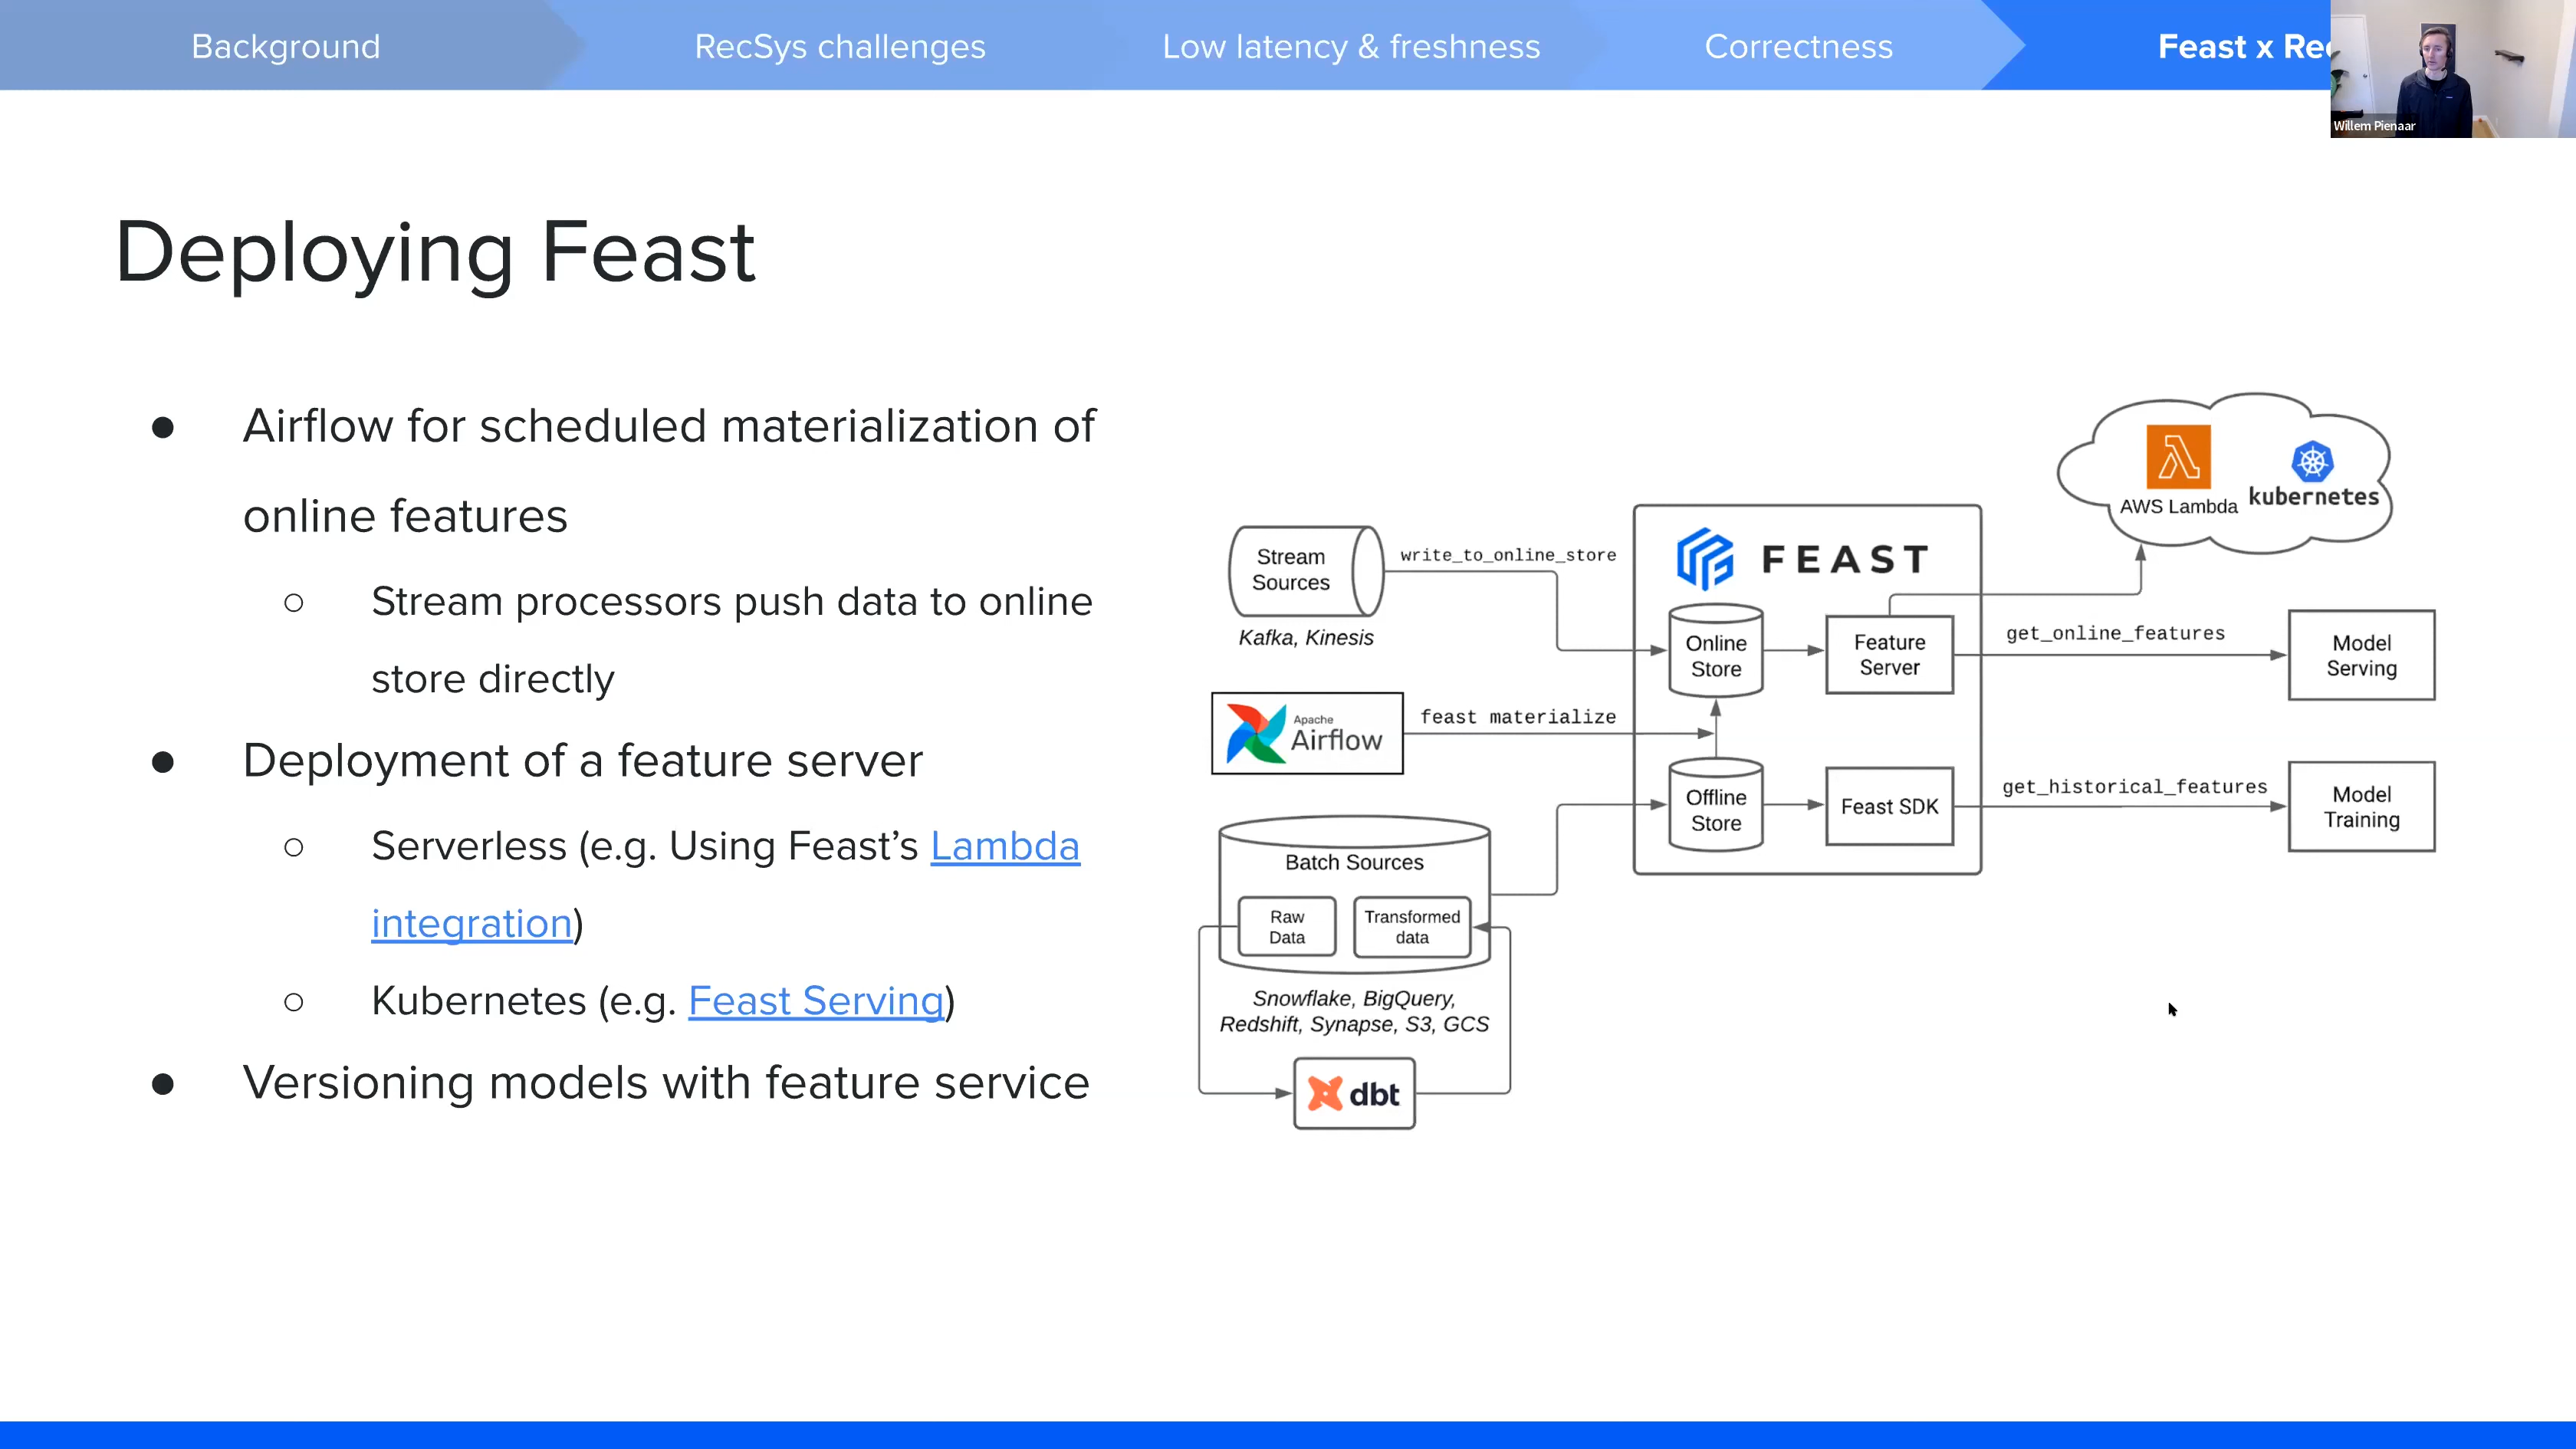 Background
RecSys challenges
Low latency & freshness
Correctness
Feast x Rec
Willem Pienaar
Deploying Feast
● Airflow for scheduled materialization of
online features
○ Stream processors push data to online
store directly
● Deployment of a feature server
○ Serverless (e.g. Using Feast’s Lambda
integration)
○ Kubernetes (e.g. Feast Serving)
● Versioning models with feature service
Stream
Sources
Kafka, Kinesis
write_to_online_store
Apache
Airflow
feast materialize
Batch Sources
Raw
Data
Transformed
data
Snowflake, BigQuery,
Redshift, Synapse, S3, GCS
dbt
FEAST
Online
Store
Feature
Server
Offline
Store
Feast SDK
AWS Lambda
kubernetes
get_online_features
Model
Serving
get_historical_features
Model
Training